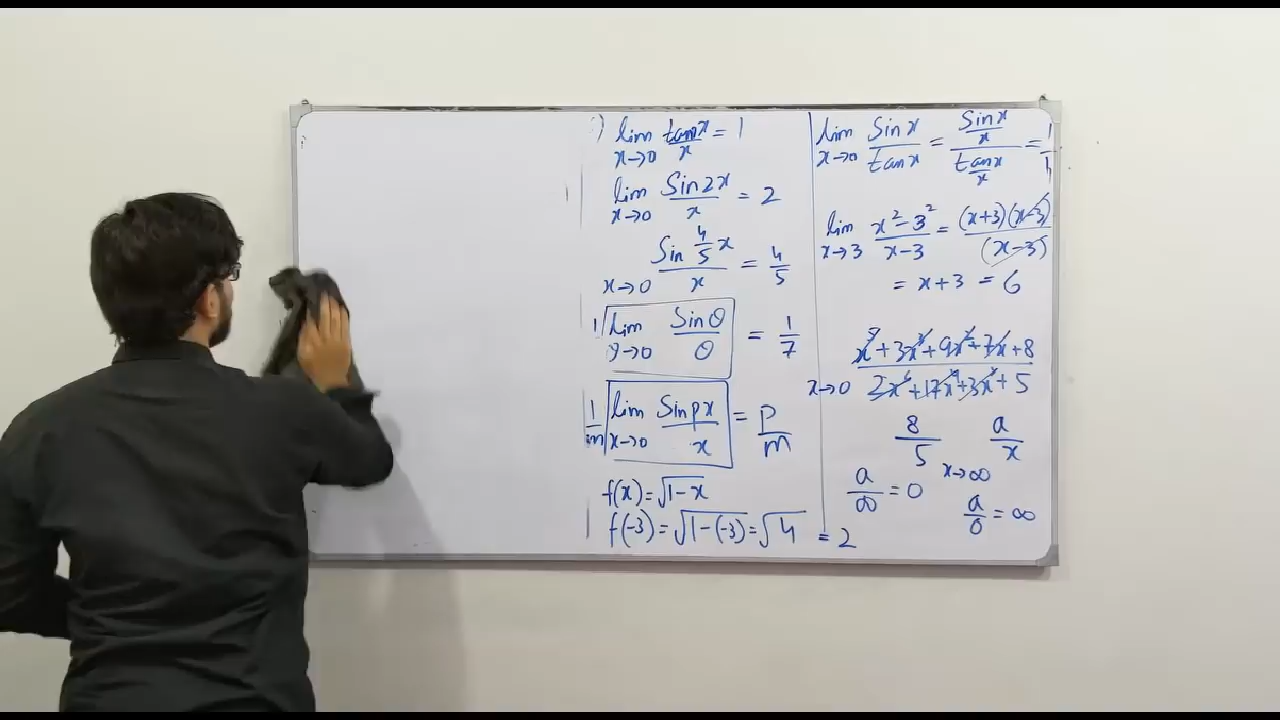 lim x→0 tanx/x = 1
lim x→0 Sin2x/x = 2
x→0 Sin 4/5 x / x = 4/5
lim θ→0 Sinθ/θ = 1/7
1/m lim x→0 Sinpx/x = P/m
f(x) = √1-x
f(-3) = √1-(-3) = √4 = 2
lim x→0 Sinx/tanx = (Sinx/x)/(tanx/x) = 1/1
lim x→3 x²-3²/x-3 = (x+3)(x-3)/(x-3)
= x+3 = 6
x→0
8/5 a/x
x→∞
a/∞ = 0
a/0 = ∞